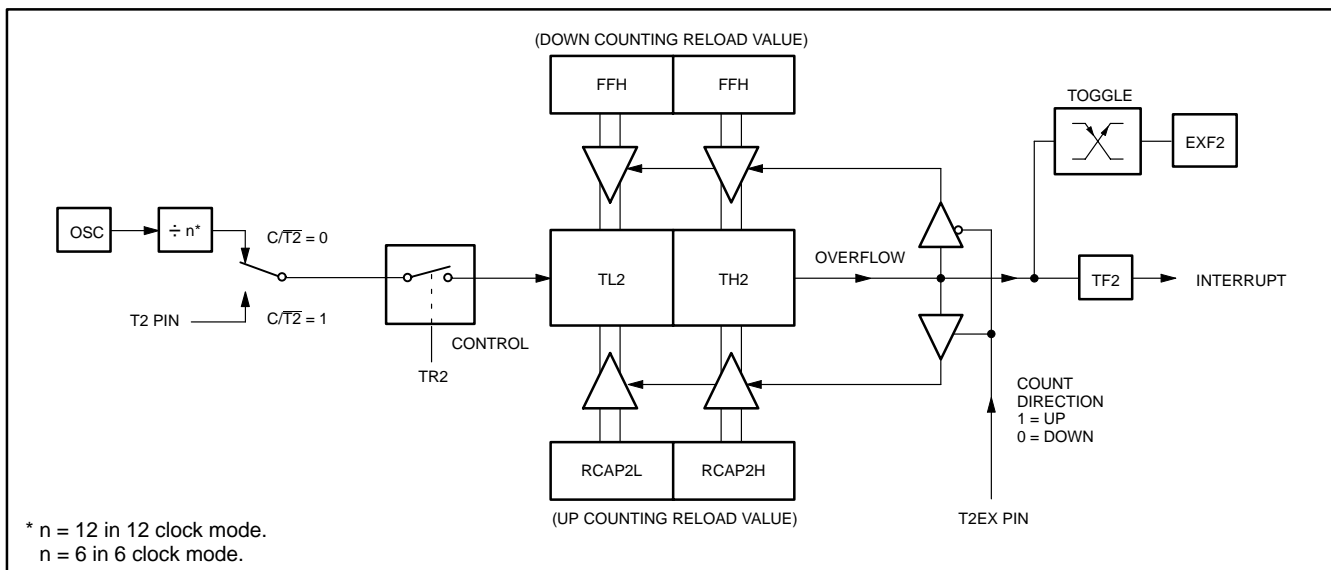 (DOWN COUNTING RELOAD VALUE)
FFH
FFH
TOGGLE
EXF2
OSC
÷ n*
C/T̅2̅ = 0
TL2
TH2
OVERFLOW
TF2
INTERRUPT
T2 PIN
C/T̅2̅ = 1
CONTROL
TR2
COUNT
DIRECTION
1 = UP
0 = DOWN
RCAP2L
RCAP2H
(UP COUNTING RELOAD VALUE)
T2EX PIN
* n = 12 in 12 clock mode.
n = 6 in 6 clock mode.